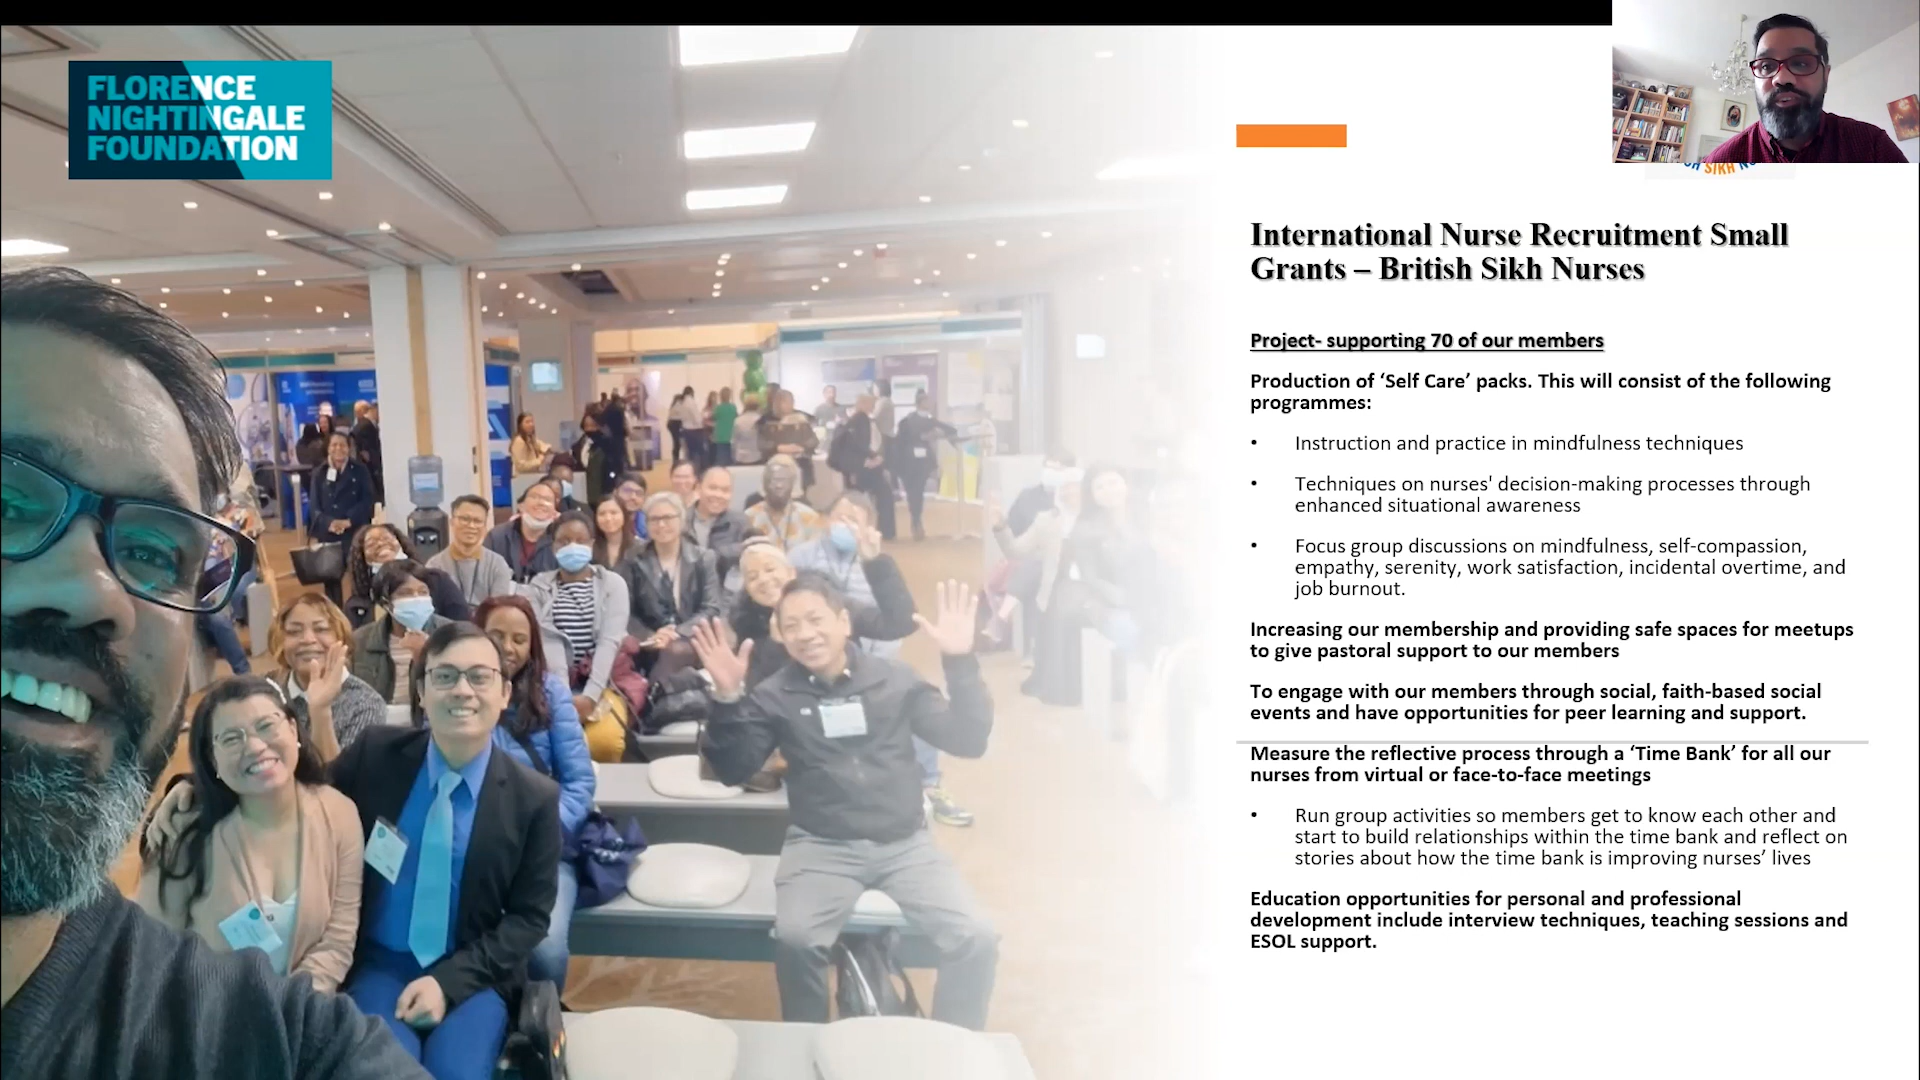 FLORENCE
NIGHTINGALE
FOUNDATION
SIKH
International Nurse Recruitment Small
Grants – British Sikh Nurses
Project- supporting 70 of our members
Production of ‘Self Care’ packs. This will consist of the following
programmes:
• Instruction and practice in mindfulness techniques
• Techniques on nurses' decision-making processes through
enhanced situational awareness
• Focus group discussions on mindfulness, self-compassion,
empathy, serenity, work satisfaction, incidental overtime, and
job burnout.
Increasing our membership and providing safe spaces for meetups
to give pastoral support to our members
To engage with our members through social, faith-based social
events and have opportunities for peer learning and support.
Measure the reflective process through a ‘Time Bank’ for all our
nurses from virtual or face-to-face meetings
• Run group activities so members get to know each other and
start to build relationships within the time bank and reflect on
stories about how the time bank is improving nurses’ lives
Education opportunities for personal and professional
development include interview techniques, teaching sessions and
ESOL support.